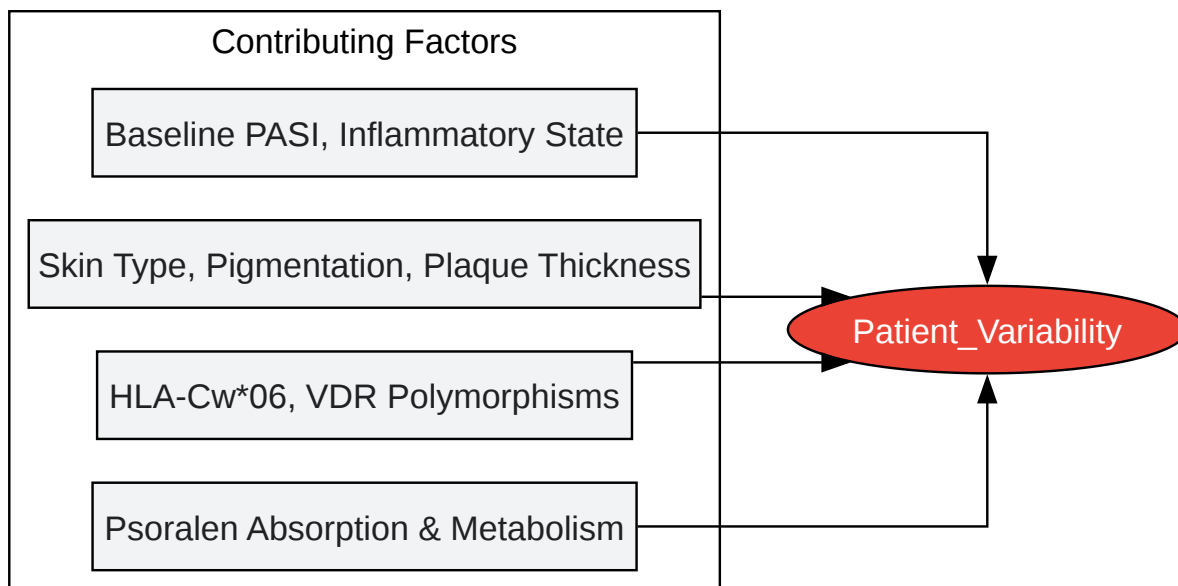 Contributing Factors
Baseline PASI, Inflammatory State
Skin Type, Pigmentation, Plaque Thickness
Patient_Variability
HLA-Cw*06, VDR Polymorphisms
Psoralen Absorption & Metabolism